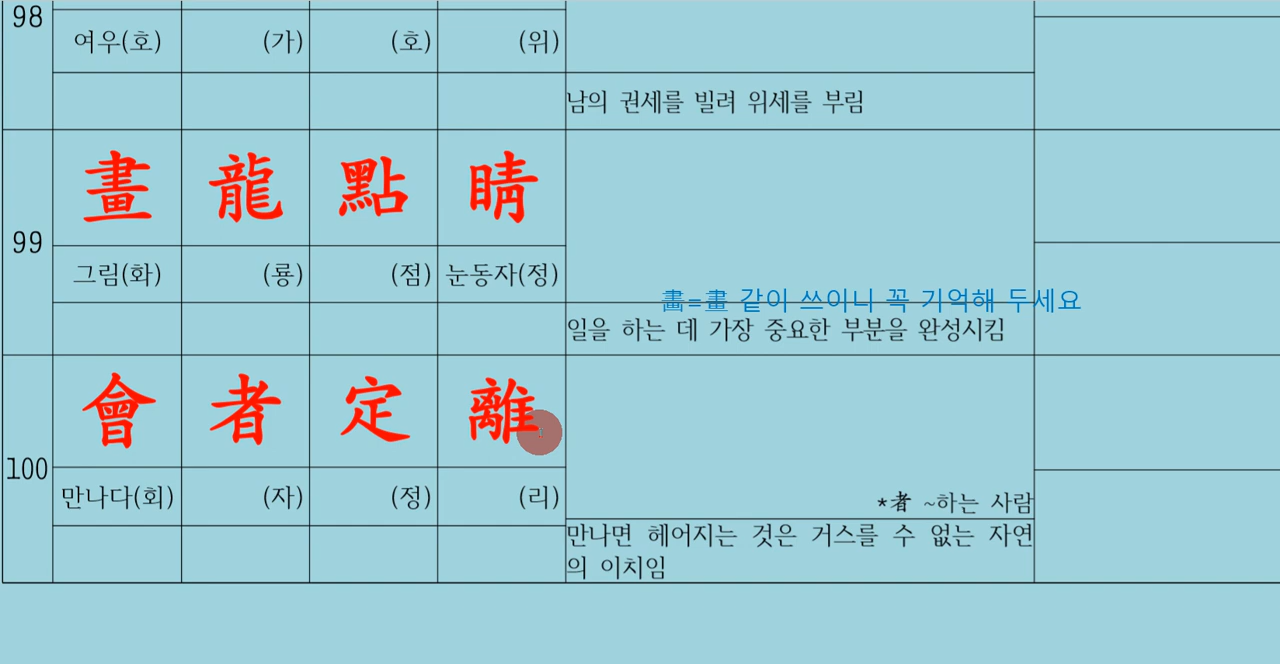 98
여우(호) (가) (호) (위)
남의 권세를 빌려 위세를 부림
畫 龍 點 睛
99
그림(화) (룡) (점) 눈동자(정)
畵=畫 같이 쓰이니 꼭 기억해 두세요
일을 하는 데 가장 중요한 부분을 완성시킴
會 者 定 離
100
만나다(회) (자) (정) (리)
*者 ~하는 사람
만나면 헤어지는 것은 거스를 수 없는 자연
의 이치임